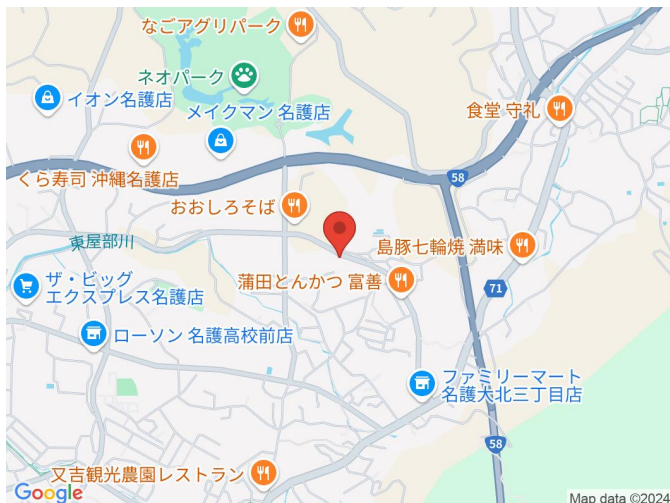 なごアグリパーク
ネオパーク
イオン名護店
メイクマン 名護店
食堂 守礼
くら寿司 沖縄名護店
58
おおしろそば
東屋部川
島豚七輪焼 満味
ザ・ビッグ
エクスプレス名護店
蒲田とんかつ 富善
71
ローソン 名護高校前店
ファミリーマート
名護大北三丁目店
58
又吉観光農園レストラン
Google
Map data ©2024